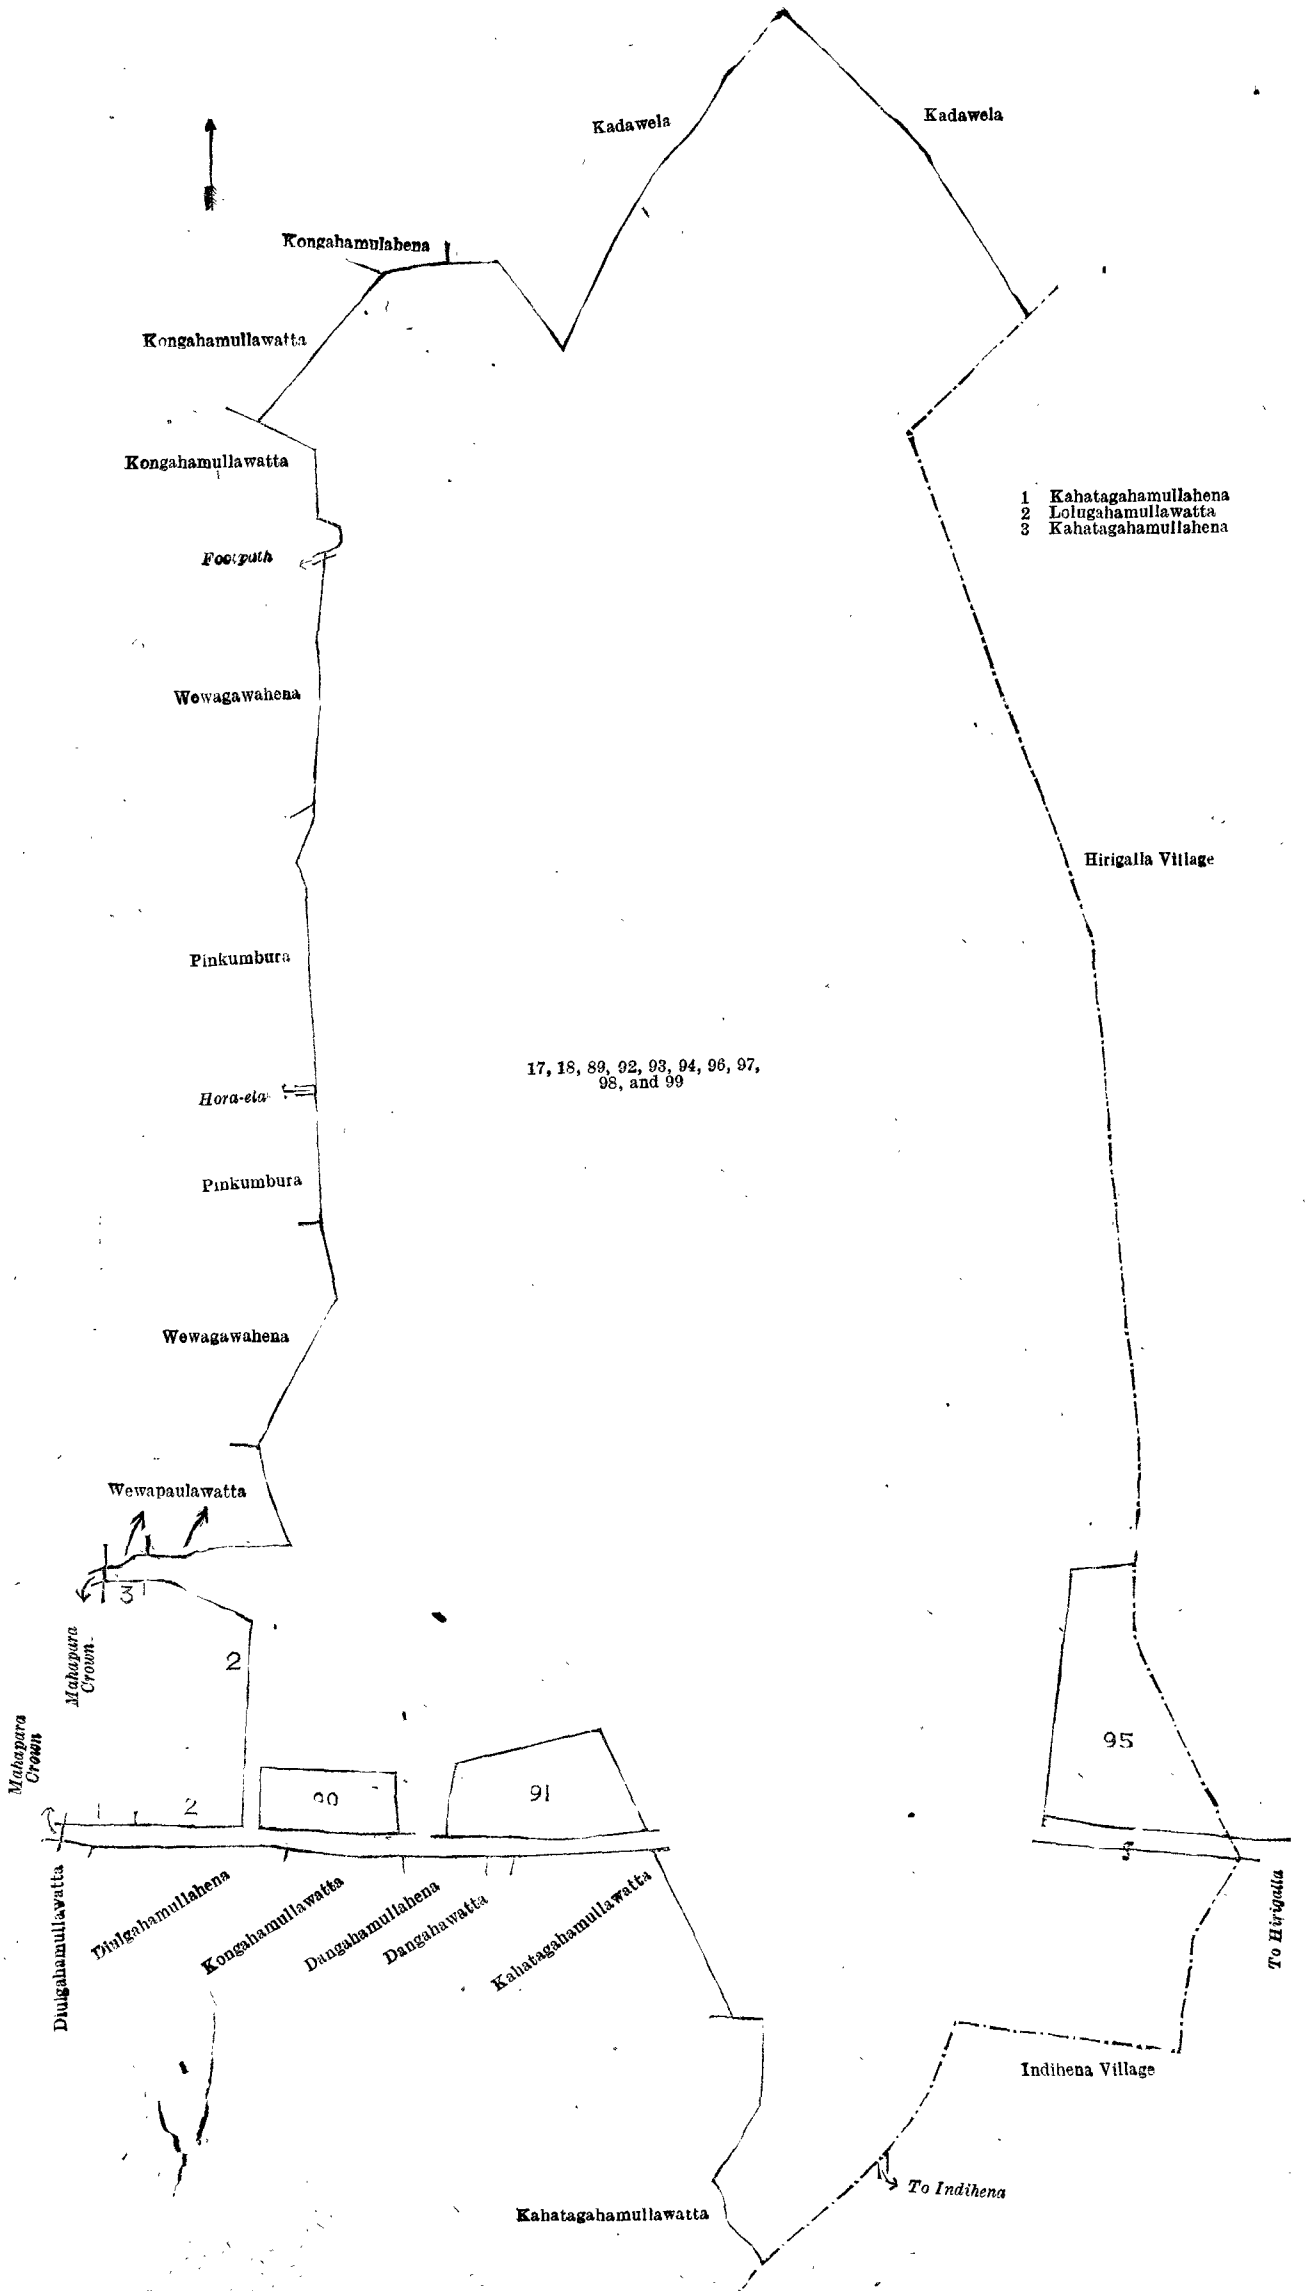 Kadawela
Kadawela
Kongahamulahena
Kongahamullawatta
Kongahamullawatta
1 Kahatagahamullahena
2 Lolugahamullawatta
3 Kahatagahamullahena
Footpath
Wewagawahena
Hirigalla Village
Pinkumbura
17, 18, 89, 92, 93, 94, 96, 97,
98, and 99
Hora-ela
Pinkumbura
Wewagawahena
Wewapaulawatta
3
Mahapara
Crown
2
Mahapara
Crown
95
1 2
90
91
Diulgahamullawatta
Diulgahamullahena
Kongahamullawatta
Dangahamullahena
Dangahawatta
Kahatagahamullawatta
To Hirigalla
Indihena Village
To Indihena
Kahatagahamullawatta